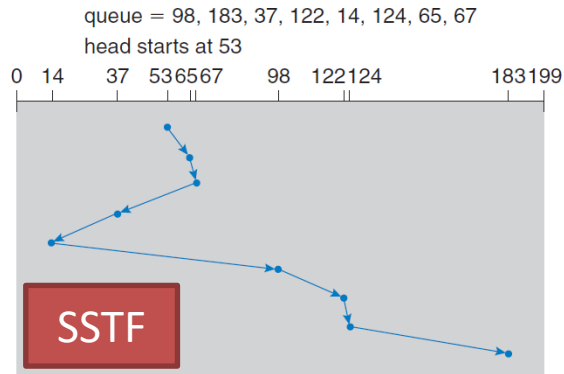 queue = 98, 183, 37, 122, 14, 124, 65, 67
head starts at 53
0 14 37 536567 98 122124 183199
SSTF